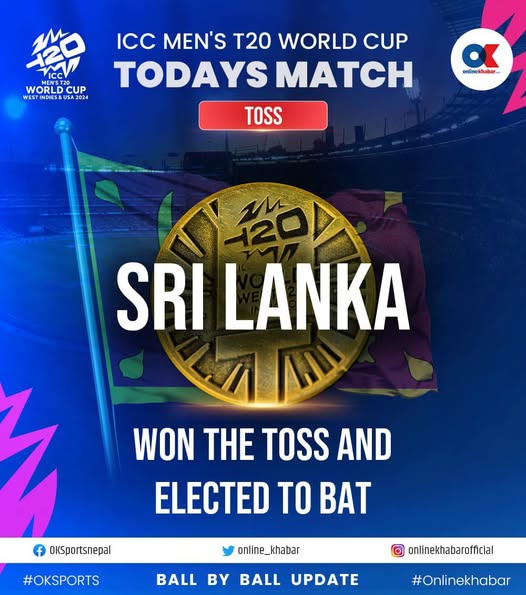 T20
ICC
MEN'S T20
WORLD CUP
WEST INDIES & USA 2024
ICC MEN'S T20 WORLD CUP
TODAYS MATCH
OK
onlinekhabar.com
TOSS
T20
SRI LANKA
WON THE TOSS AND
ELECTED TO BAT
OKSportsnepal
online_khabar
onlinekhabarofficial
#OKSPORTS
BALL BY BALL UPDATE
#Onlinekhabar